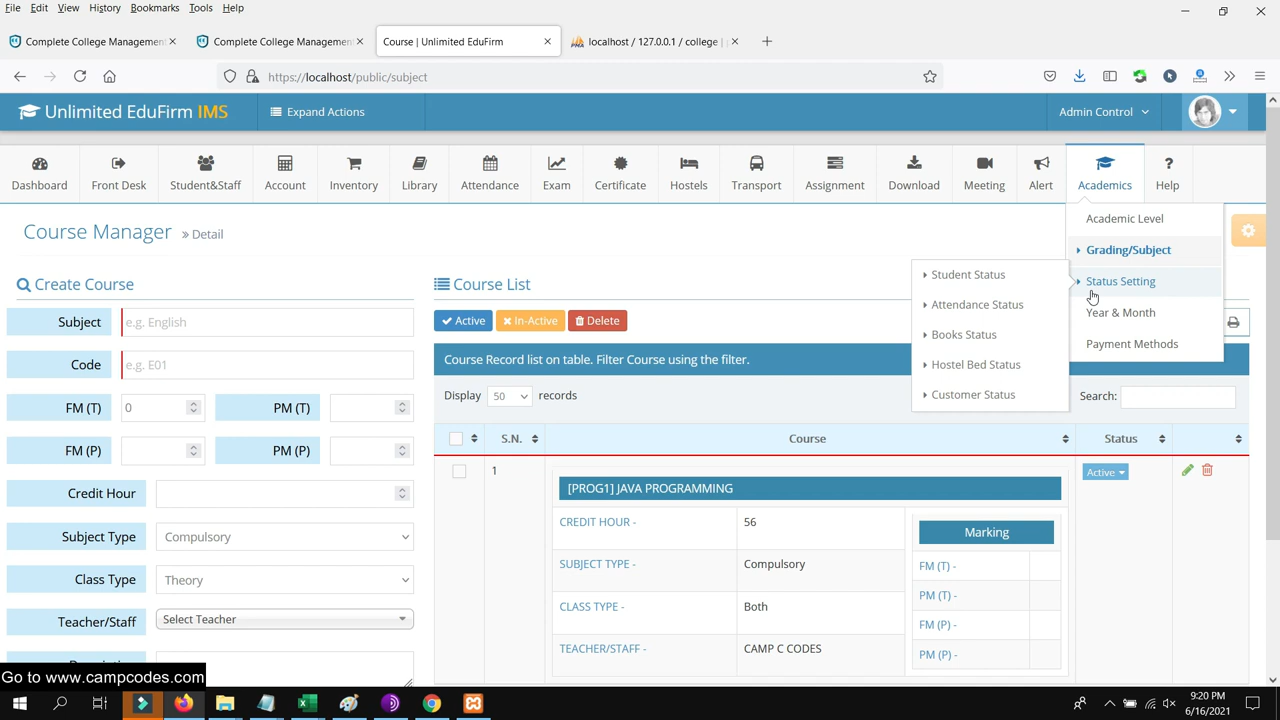 File Edit View History Bookmarks Tools Help
Complete College Management Complete College Management Course | Unlimited EduFirm localhost / 127.0.0.1 / college |
https://localhost/public/subject
Unlimited EduFirm IMS Expand Actions Admin Control
Dashboard Front Desk Student&Staff Account Inventory Library Attendance Exam Certificate Hostels Transport Assignment Download Meeting Alert Academics Help
Academic Level
Course Manager » Detail
Grading/Subject
Student Status
Status Setting
Create Course
Course List
Attendance Status
Year & Month
Subject e.g. English
Active In-Active Delete
Books Status
Payment Methods
Code e.g. E01
Course Record list on table. Filter Course using the filter.
Hostel Bed Status
Display 50 records
Customer Status
Search:
FM (T) 0 PM (T)
S.N. Course Status
FM (P) PM (P)
1
Active
[PROG1] JAVA PROGRAMMING
Credit Hour
CREDIT HOUR - 56
Marking
Subject Type Compulsory
SUBJECT TYPE - Compulsory
FM (T) -
Class Type Theory
PM (T) -
CLASS TYPE - Both
Teacher/Staff Select Teacher
FM (P) -
TEACHER/STAFF - CAMP C CODES
PM (P) -
Go to www.campcodes.com
9:20 PM
6/16/2021